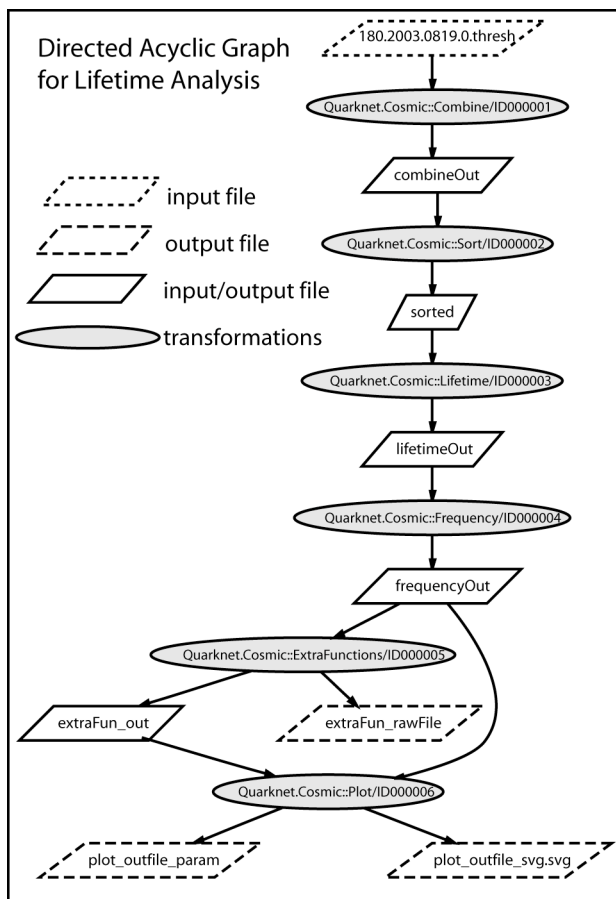 Directed Acyclic Graph
for Lifetime Analysis
180.2003.0819.0.thresh
Quarknet.Cosmic::Combine/ID000001
combineOut
input file
output file
input/output file
transformations
Quarknet.Cosmic::Sort/ID000002
sorted
Quarknet.Cosmic::Lifetime/ID000003
lifetimeOut
Quarknet.Cosmic::Frequency/ID000004
frequencyOut
Quarknet.Cosmic::ExtraFunctions/ID000005
extraFun_out
extraFun_rawFile
Quarknet.Cosmic::Plot/ID000006
plot_outfile_param
plot_outfile_svg.svg